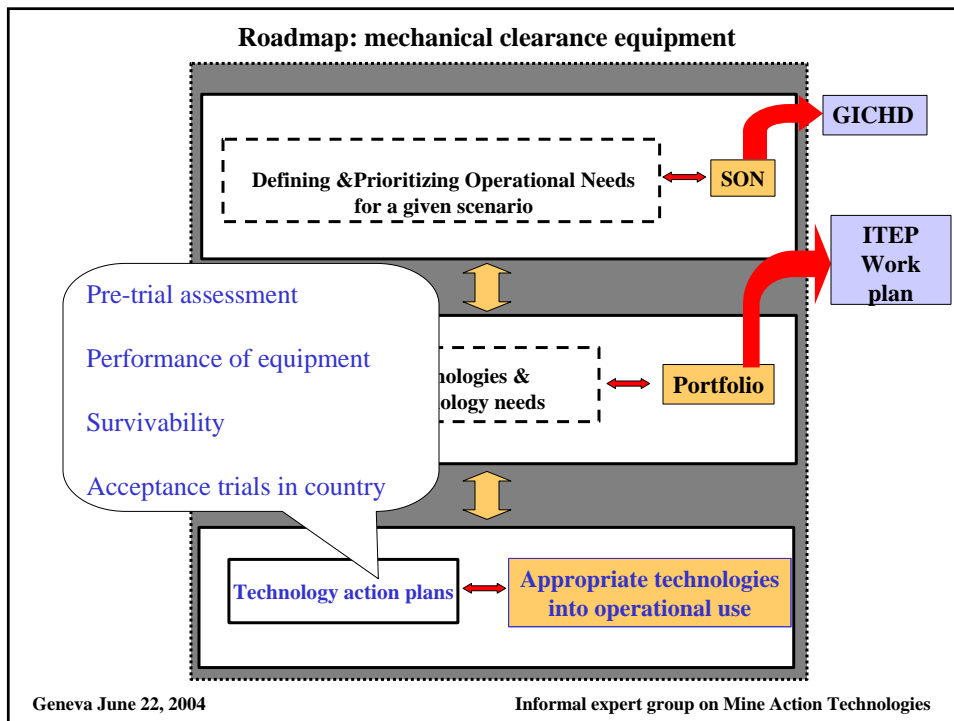 Roadmap: mechanical clearance equipment
GICHD
Defining &Prioritizing Operational Needs
for a given scenario
SON
ITEP
Work
plan
Pre-trial assessment
Performance of equipment
Survivability
Acceptance trials in country
nologies &
ology needs
Portfolio
Technology action plans
Appropriate technologies
into operational use
Geneva June 22, 2004
Informal expert group on Mine Action Technologies